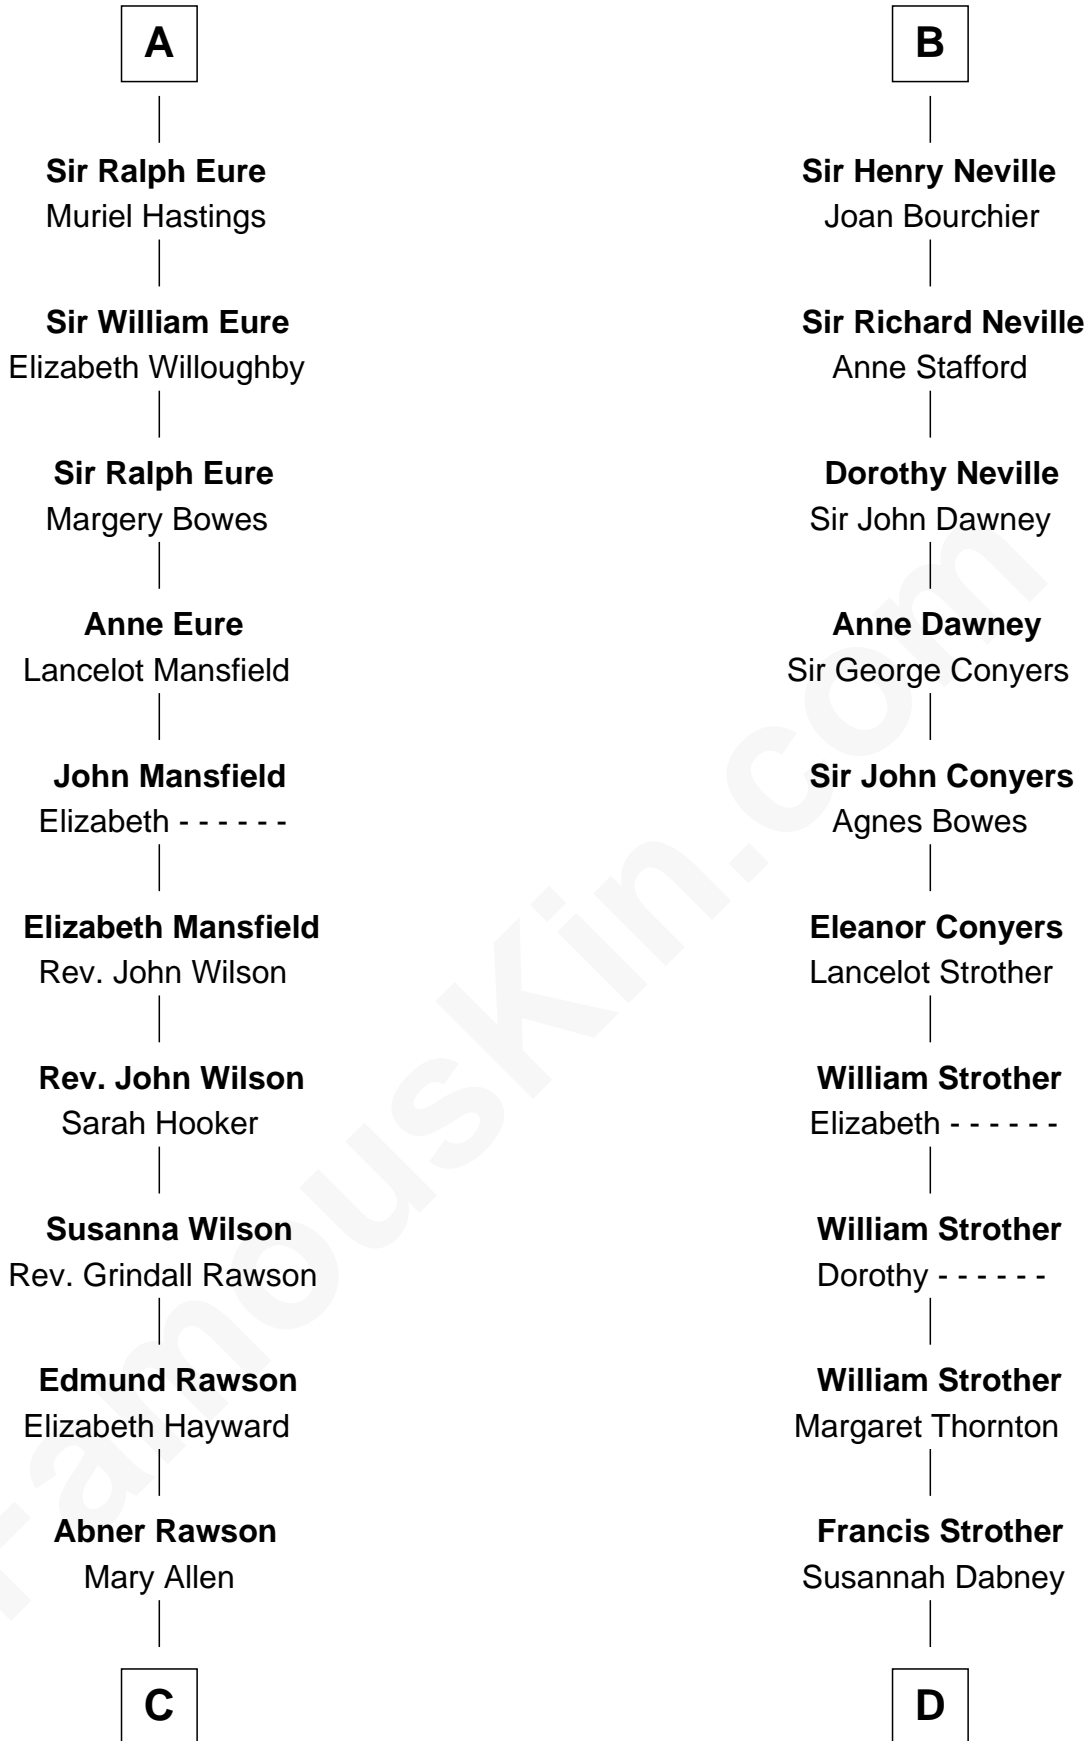 A
Sir Ralph Eure
Muriel Hastings
Sir William Eure
Elizabeth Willoughby
Sir Ralph Eure
Margery Bowes
Anne Eure
Lancelot Mansfield
John Mansfield
Elizabeth - - - - - -
Elizabeth Mansfield
Rev. John Wilson
Rev. John Wilson
Sarah Hooker
Susanna Wilson
Rev. Grindall Rawson
Edmund Rawson
Elizabeth Hayward
Abner Rawson
Mary Allen
C
B
Sir Henry Neville
Joan Bourchier
Sir Richard Neville
Anne Stafford
Dorothy Neville
Sir John Dawney
Anne Dawney
Sir George Conyers
Sir John Conyers
Agnes Bowes
Eleanor Conyers
Lancelot Strother
William Strother
Elizabeth - - - - - -
William Strother
Dorothy - - - - - -
William Strother
Margaret Thornton
Francis Strother
Susannah Dabney
D
FamousKin.com